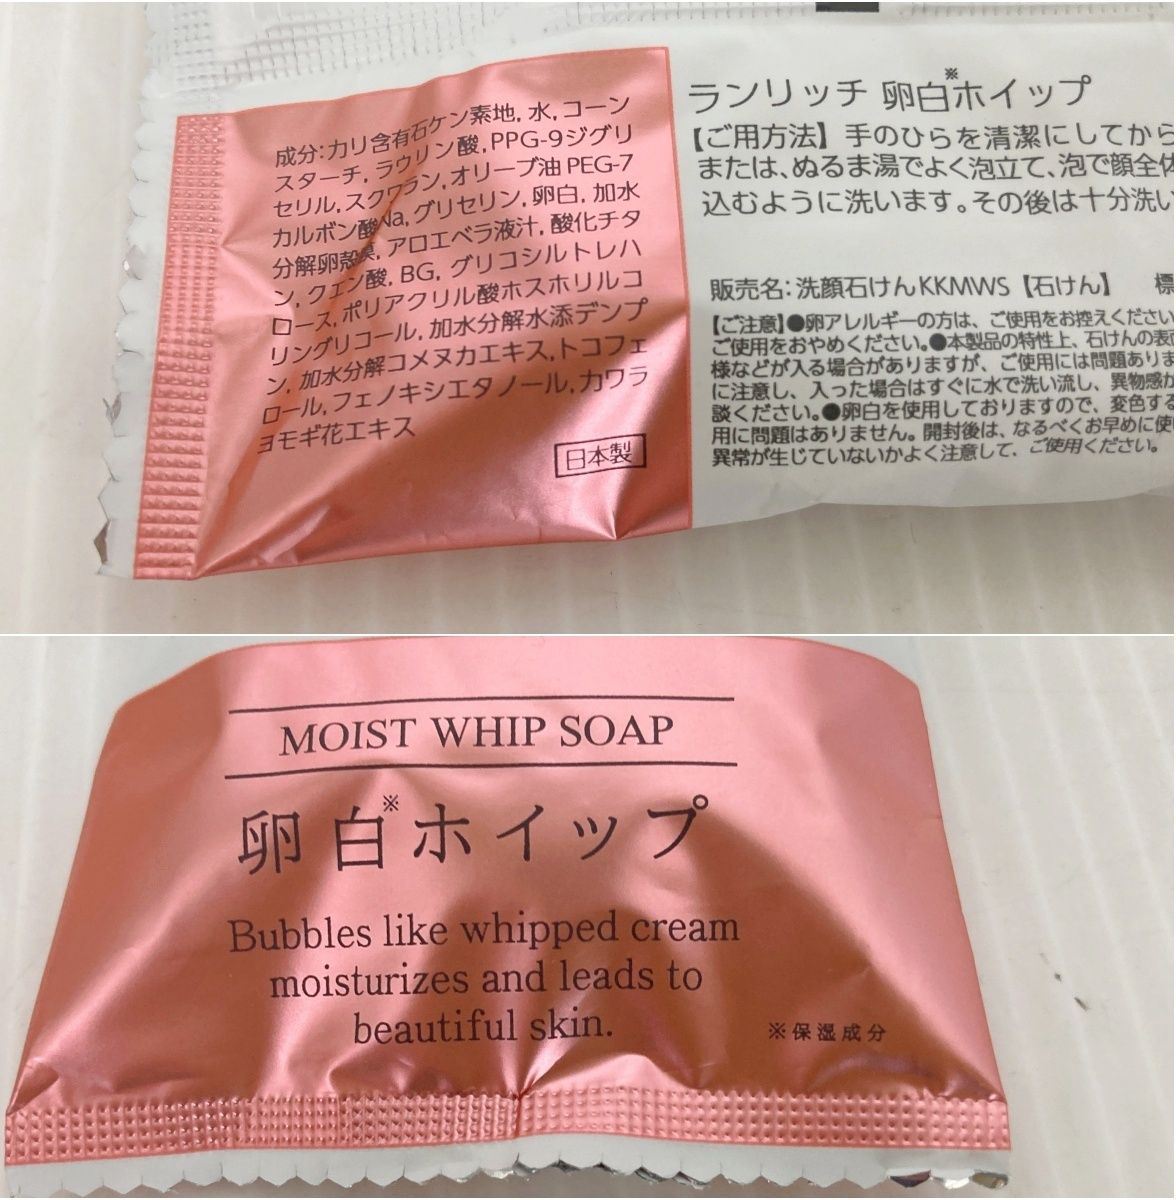 成分:カリ含有石ケン素地, 水, コーン
スターチ, ラウリン酸, PPG-9ジグリ
セリル, スクワラン, オリーブ油PEG-7
カルボン酸Na, グリセリン, 卵白, 加水
分解卵殻膜, アロエベラ液汁, 酸化チタ
ン, クエン酸, BG, グリコシルトレハ
ロース, ポリアクリル酸ホスホリルコ
リングリコール, 加水分解水添デンプ
ン, 加水分解コメヌカエキス, トコフェ
ロール, フェノキシエタノール, カワラ
ヨモギ花エキス
日本製
ランリッチ 卵白※ホイップ
【ご用方法】手のひらを清潔にしてから
または、ぬるま湯でよく泡立て、泡で顔全体
込むように洗います。その後は十分洗い
販売名:洗顔石けんKKMWS【石けん】 標
【ご注意】●卵アレルギーの方は、ご使用をお控えください
ご使用をおやめください。●本製品の特性上、石けんの表面
様などが入る場合がありますが、ご使用には問題ありま
に注意し、入った場合はすぐに水で洗い流し、異物感が
談ください。●卵白を使用しておりますので、変色する
用に問題はありません。開封後は、なるべくお早めに使
異常が生じていないかよく注意して、ご使用ください。
MOIST WHIP SOAP
卵白※ホイップ
Bubbles like whipped cream
moisturizes and leads to
beautiful skin.
※保湿成分